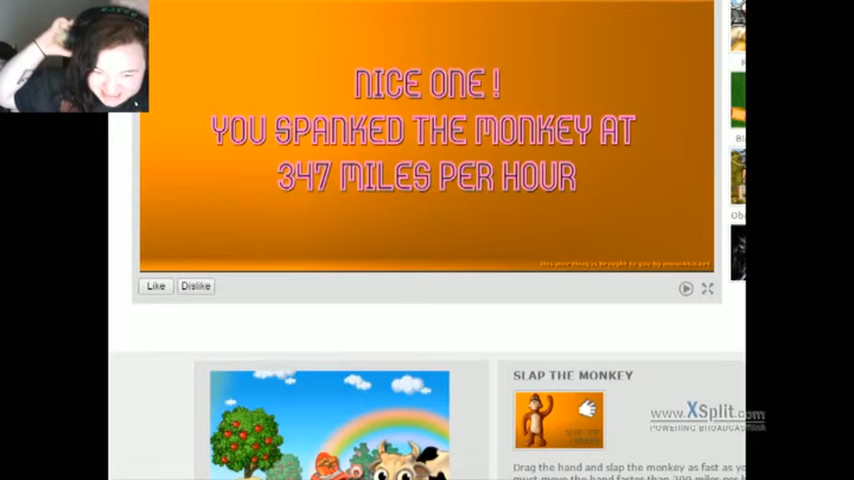 NICE ONE !
YOU SPANKED THE MONKEY AT
347 MILES PER HOUR
Like
Dislike
SLAP THE MONKEY
www.XSplit.com
Drag the hand and slap the monkey as fast as yo